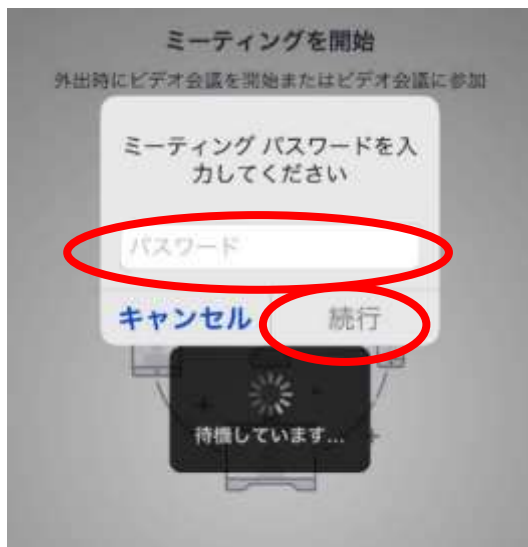 ミーティングを開始
外出時にビデオ会議を開始またはビデオ会議に参加
ミーティング パスワードを入
力してください
パスワード
キャンセル
続行
待機しています...